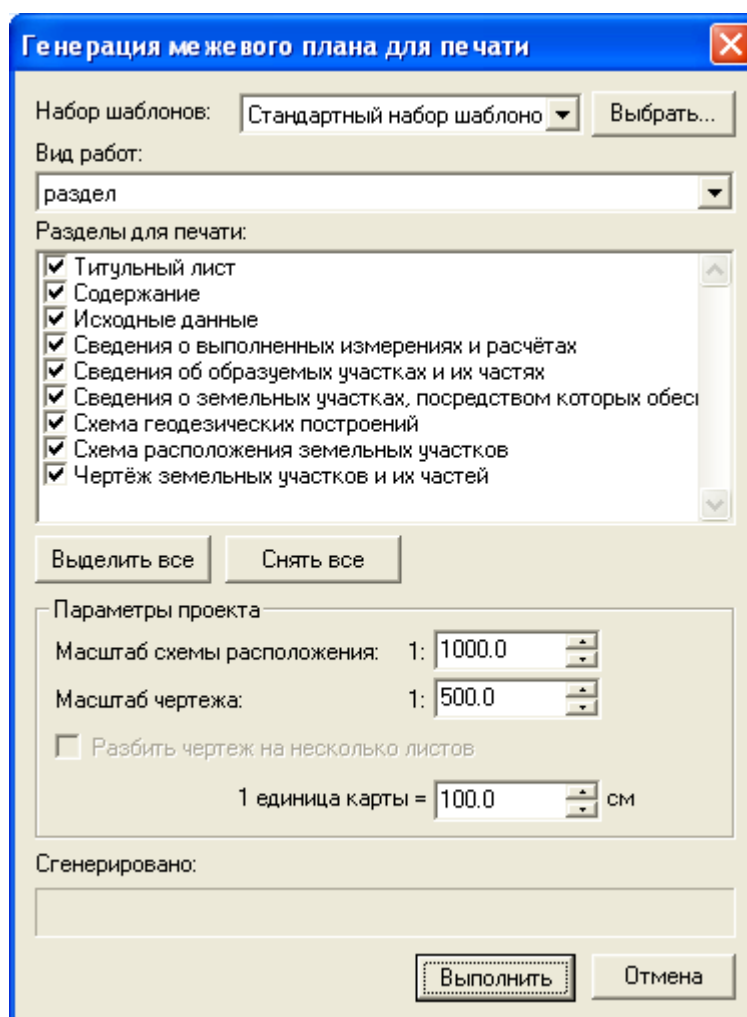 Генерация межевого плана для печати
Набор шаблонов: Стандартный набор шаблоно Выбрать...
Вид работ:
раздел
Разделы для печати:
Титульный лист
Содержание
Исходные данные
Сведения о выполненных измерениях и расчётах
Сведения об образуемых участках и их частях
Сведения о земельных участках, посредством которых обесп
Схема геодезических построений
Схема расположения земельных участков
Чертёж земельных участков и их частей
Выделить все Снять все
Параметры проекта
Масштаб схемы расположения: 1: 1000.0
Масштаб чертежа: 1: 500.0
Разбить чертеж на несколько листов
1 единица карты = 100.0 см
Сгенерировано:
Выполнить Отмена